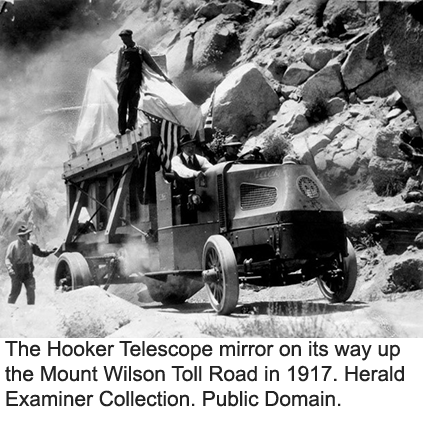 The Hooker Telescope mirror on its way up
the Mount Wilson Toll Road in 1917. Herald
Examiner Collection. Public Domain.